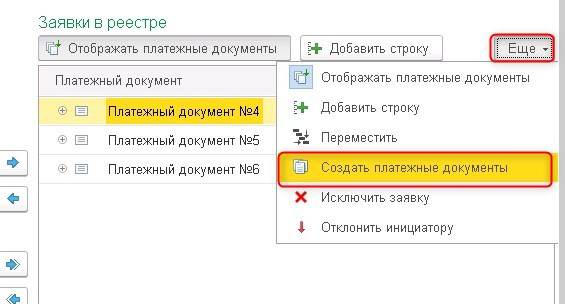 Заявки в реестре
Отображать платежные документы Добавить строку Еще
Платежный документ
Отображать платежные документы
Платежный документ №4
Добавить строку
Платежный документ №5
Переместить
Платежный документ №6
Создать платежные документы
Исключить заявку
Отклонить инициатору